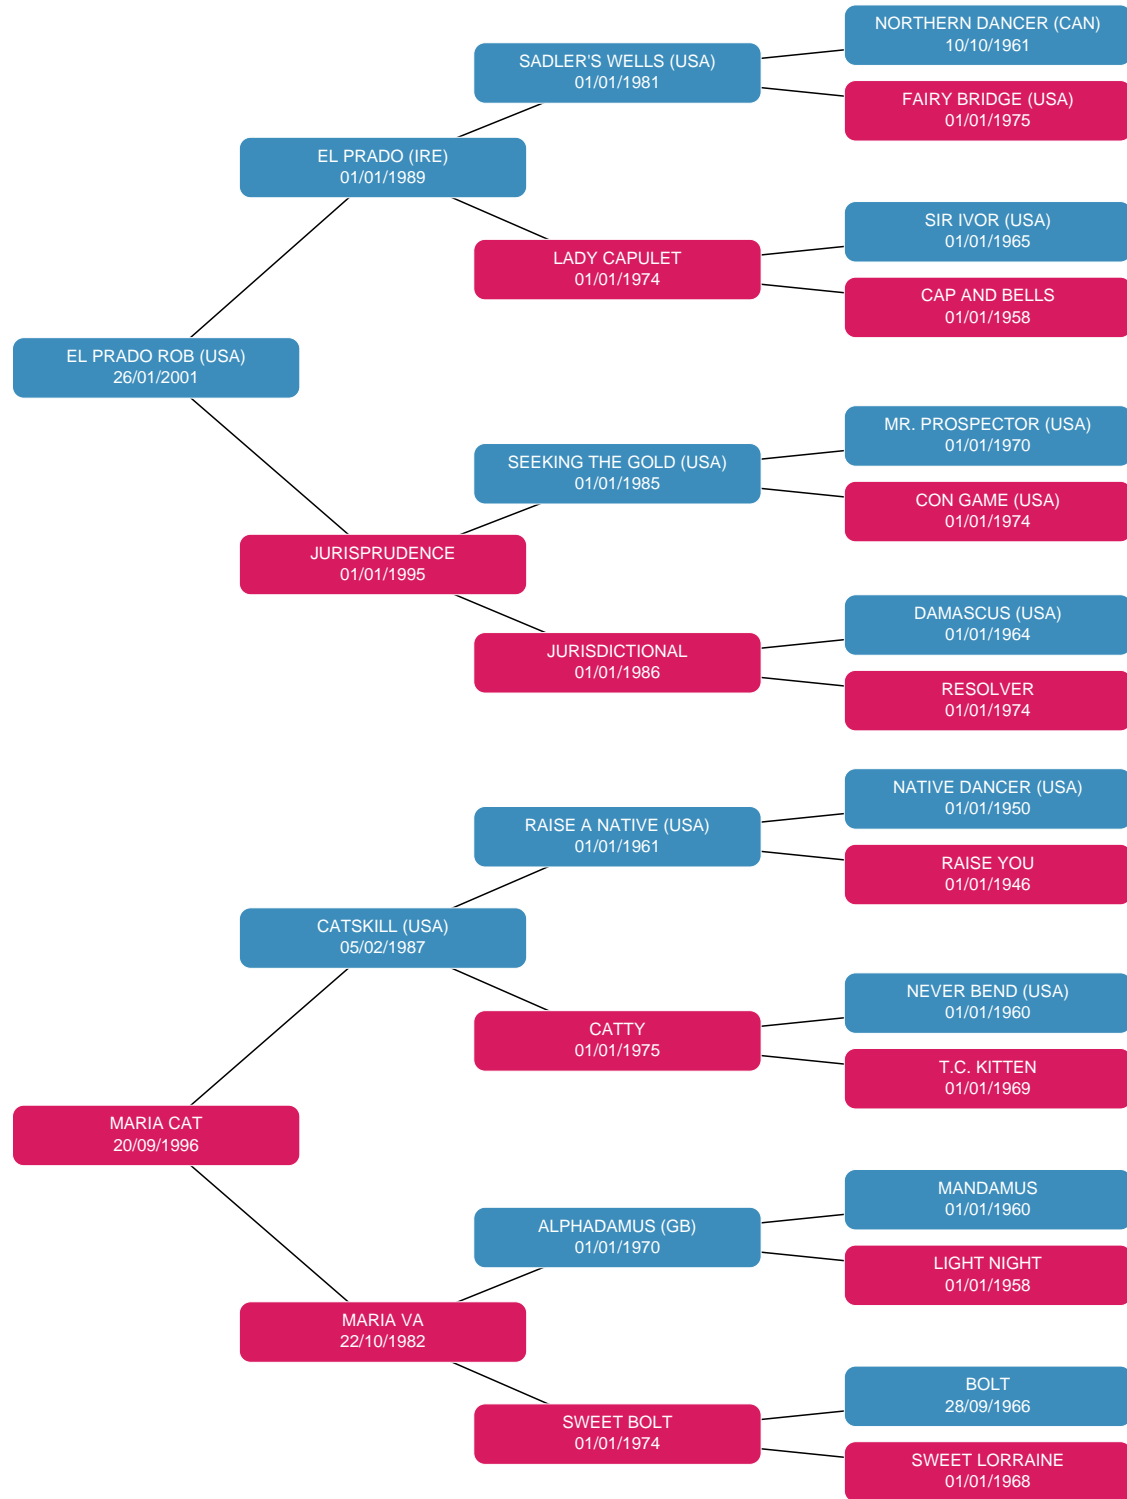 NORTHERN DANCER (CAN)
10/10/1961
SADLER'S WELLS (USA)
01/01/1981
FAIRY BRIDGE (USA)
01/01/1975
EL PRADO (IRE)
01/01/1989
SIR IVOR (USA)
01/01/1965
LADY CAPULET
01/01/1974
CAP AND BELLS
01/01/1958
EL PRADO ROB (USA)
26/01/2001
MR. PROSPECTOR (USA)
01/01/1970
SEEKING THE GOLD (USA)
01/01/1985
CON GAME (USA)
01/01/1974
JURISPRUDENCE
01/01/1995
DAMASCUS (USA)
01/01/1964
JURISDICTIONAL
01/01/1986
RESOLVER
01/01/1974
NATIVE DANCER (USA)
01/01/1950
RAISE A NATIVE (USA)
01/01/1961
RAISE YOU
01/01/1946
CATSKILL (USA)
05/02/1987
NEVER BEND (USA)
01/01/1960
CATTY
01/01/1975
T.C. KITTEN
01/01/1969
MARIA CAT
20/09/1996
MANDAMUS
01/01/1960
ALPHADAMUS (GB)
01/01/1970
LIGHT NIGHT
01/01/1958
MARIA VA
22/10/1982
BOLT
28/09/1966
SWEET BOLT
01/01/1974
SWEET LORRAINE
01/01/1968